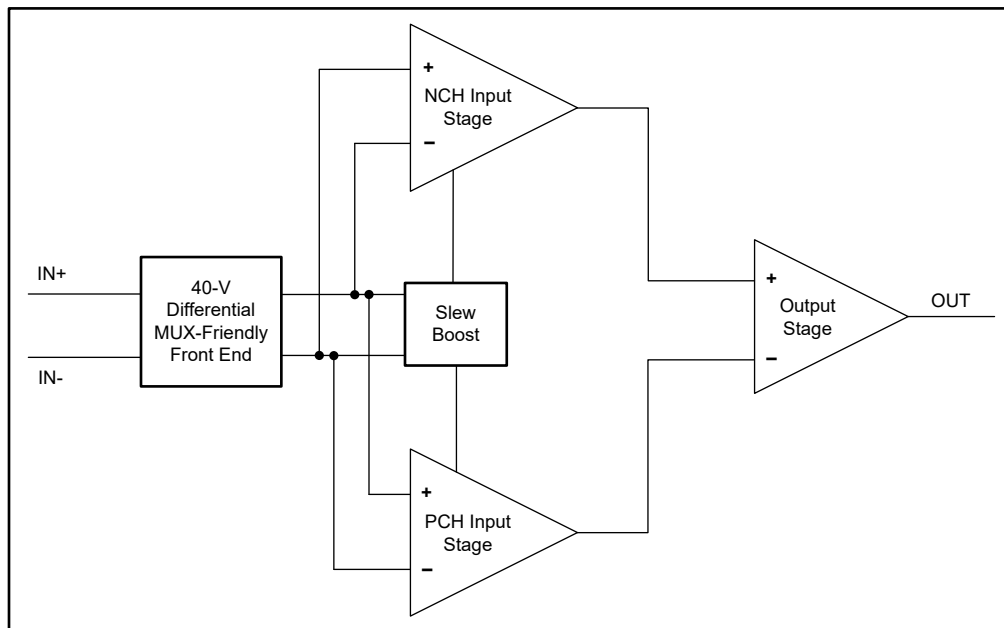 +
NCH Input
Stage
−
IN+
40-V
Differential
MUX-Friendly
Front End
IN-
Slew
Boost
+
Output
Stage
−
OUT
+
PCH Input
Stage
−